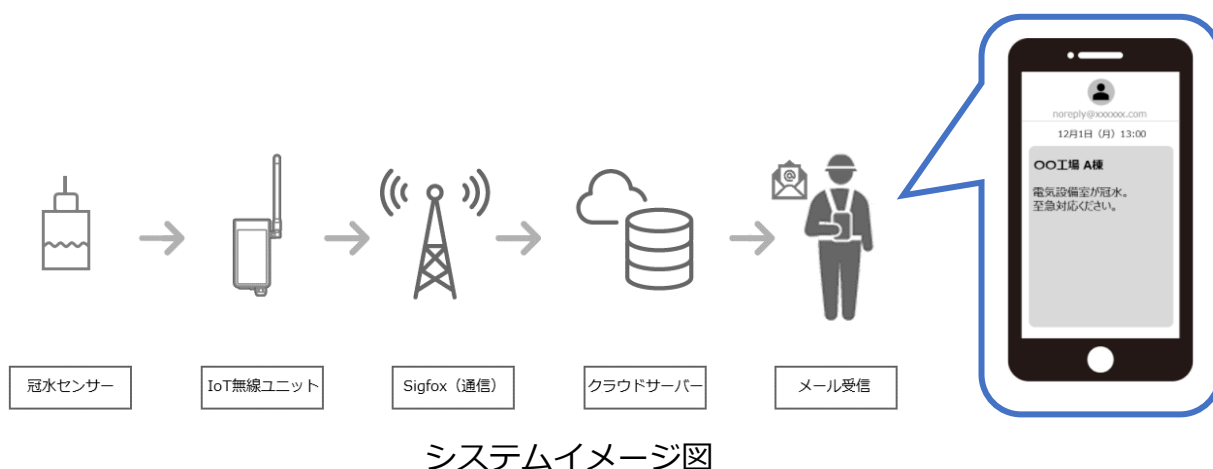 noreply@xxxxxx.com
12月1日（月）13:00
〇〇工場 A棟
電気設備室が冠水。
至急対応ください。
@
冠水センサー
IoT無線ユニット
Sigfox（通信）
クラウドサーバー
メール受信
システムイメージ図